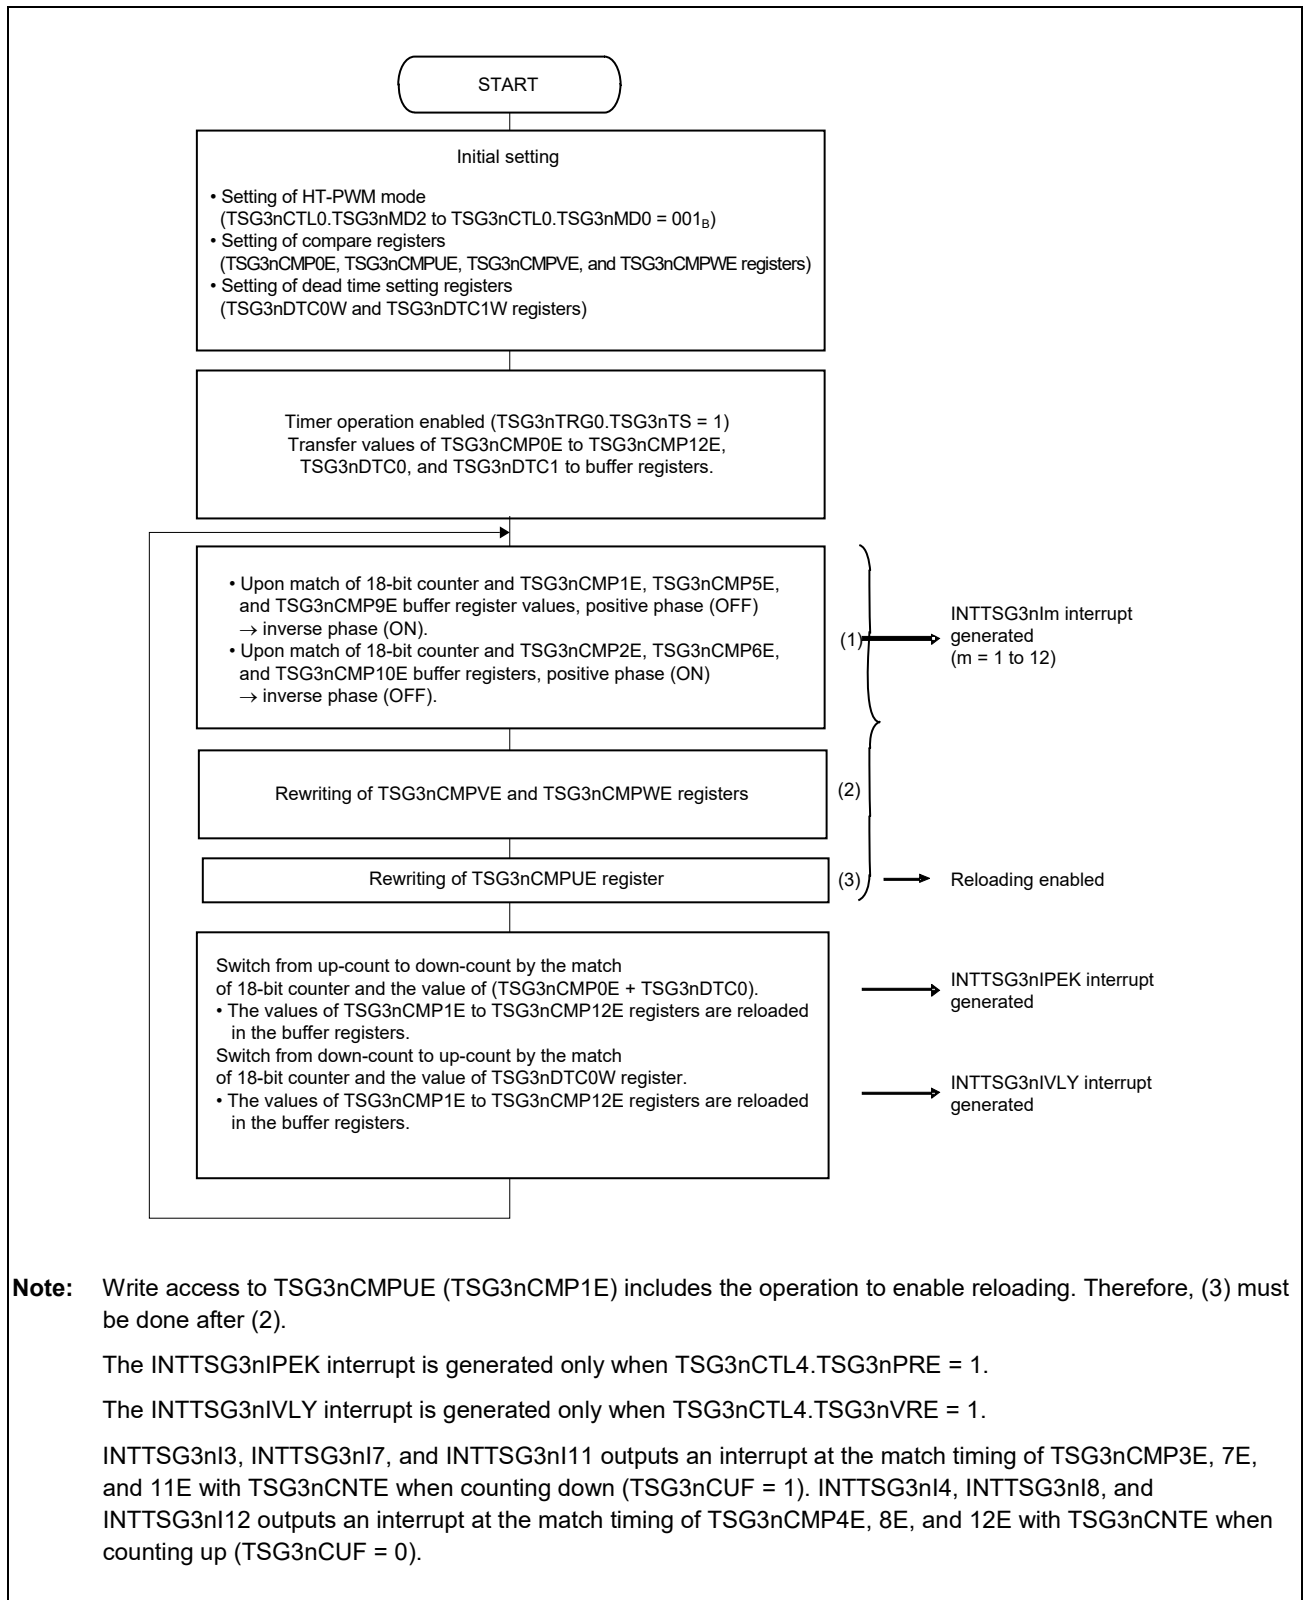 START
Initial setting
• Setting of HT-PWM mode
(TSG3nCTL0.TSG3nMD2 to TSG3nCTL0.TSG3nMD0 = 001B)
• Setting of compare registers
(TSG3nCMP0E, TSG3nCMPUE, TSG3nCMPVE, and TSG3nCMPWE registers)
• Setting of dead time setting registers
(TSG3nDTC0W and TSG3nDTC1W registers)
Timer operation enabled (TSG3nTRG0.TSG3nTS = 1)
Transfer values of TSG3nCMP0E to TSG3nCMP12E,
TSG3nDTC0, and TSG3nDTC1 to buffer registers.
• Upon match of 18-bit counter and TSG3nCMP1E, TSG3nCMP5E,
and TSG3nCMP9E buffer register values, positive phase (OFF)
→ inverse phase (ON).
• Upon match of 18-bit counter and TSG3nCMP2E, TSG3nCMP6E,
and TSG3nCMP10E buffer registers, positive phase (ON)
→ inverse phase (OFF).
(1)
INTTSG3nIm interrupt
generated
(m = 1 to 12)
Rewriting of TSG3nCMPVE and TSG3nCMPWE registers
(2)
Rewriting of TSG3nCMPUE register
(3)
Reloading enabled
Switch from up-count to down-count by the match
of 18-bit counter and the value of (TSG3nCMP0E + TSG3nDTC0).
• The values of TSG3nCMP1E to TSG3nCMP12E registers are reloaded
in the buffer registers.
Switch from down-count to up-count by the match
of 18-bit counter and the value of TSG3nDTC0W register.
• The values of TSG3nCMP1E to TSG3nCMP12E registers are reloaded
in the buffer registers.
INTTSG3nIPEK interrupt
generated
INTTSG3nIVLY interrupt
generated
Note: Write access to TSG3nCMPUE (TSG3nCMP1E) includes the operation to enable reloading. Therefore, (3) must
be done after (2).
The INTTSG3nIPEK interrupt is generated only when TSG3nCTL4.TSG3nPRE = 1.
The INTTSG3nIVLY interrupt is generated only when TSG3nCTL4.TSG3nVRE = 1.
INTTSG3nI3, INTTSG3nI7, and INTTSG3nI11 outputs an interrupt at the match timing of TSG3nCMP3E, 7E,
and 11E with TSG3nCNTE when counting down (TSG3nCUF = 1). INTTSG3nI4, INTTSG3nI8, and
INTTSG3nI12 outputs an interrupt at the match timing of TSG3nCMP4E, 8E, and 12E with TSG3nCNTE when
counting up (TSG3nCUF = 0).